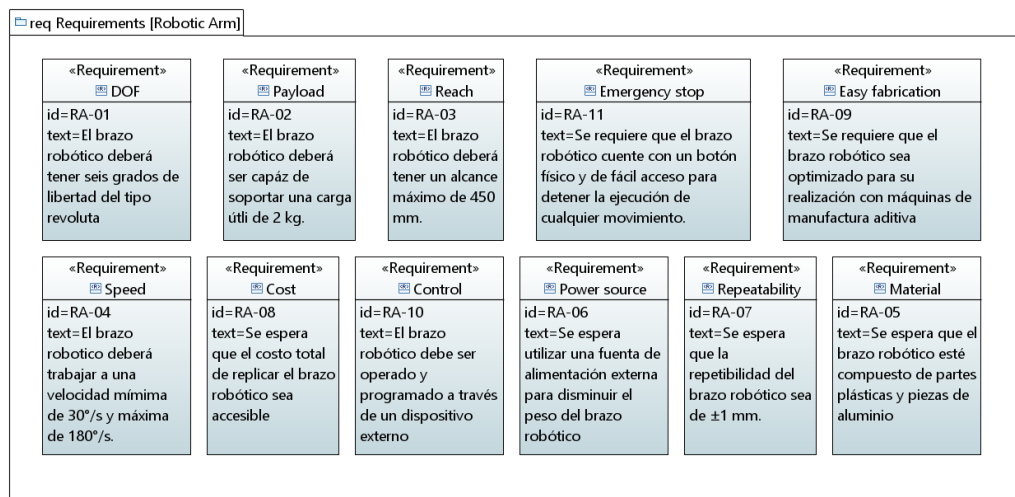 req Requirements [Robotic Arm]
«Requirement»
DOF
id=RA-01
text=El brazo
robótico deberá
tener seis grados de
libertad del tipo
revoluta
«Requirement»
Payload
id=RA-02
text=El brazo
robótico deberá
ser capáz de
soportar una carga
útli de 2 kg.
«Requirement»
Reach
id=RA-03
text=El brazo
robótico deberá
tener un alcance
máximo de 450
mm.
«Requirement»
Emergency stop
id=RA-11
text=Se requiere que el brazo
robótico cuente con un botón
físico y de fácil acceso para
detener la ejecución de
cualquier movimiento.
«Requirement»
Easy fabrication
id=RA-09
text=Se requiere que el
brazo robótico sea
optimizado para su
realización con máquinas de
manufactura aditiva
«Requirement»
Speed
id=RA-04
text=El brazo
robotico deberá
trabajar a una
velocidad mímima
de 30°/s y máxima
de 180°/s.
«Requirement»
Cost
id=RA-08
text=Se espera
que el costo total
de replicar el brazo
robótico sea
accesible
«Requirement»
Control
id=RA-10
text=El brazo
robótico debe ser
operado y
programado a través
de un dispositivo
externo
«Requirement»
Power source
id=RA-06
text=Se espera
utilizar una fuenta de
alimentación externa
para disminuir el
peso del brazo
robótico
«Requirement»
Repeatability
id=RA-07
text=Se espera
que la
repetibilidad del
brazo robótico sea
de ±1 mm.
«Requirement»
Material
id=RA-05
text=Se espera que el
brazo robótico esté
compuesto de partes
plásticas y piezas de
aluminio